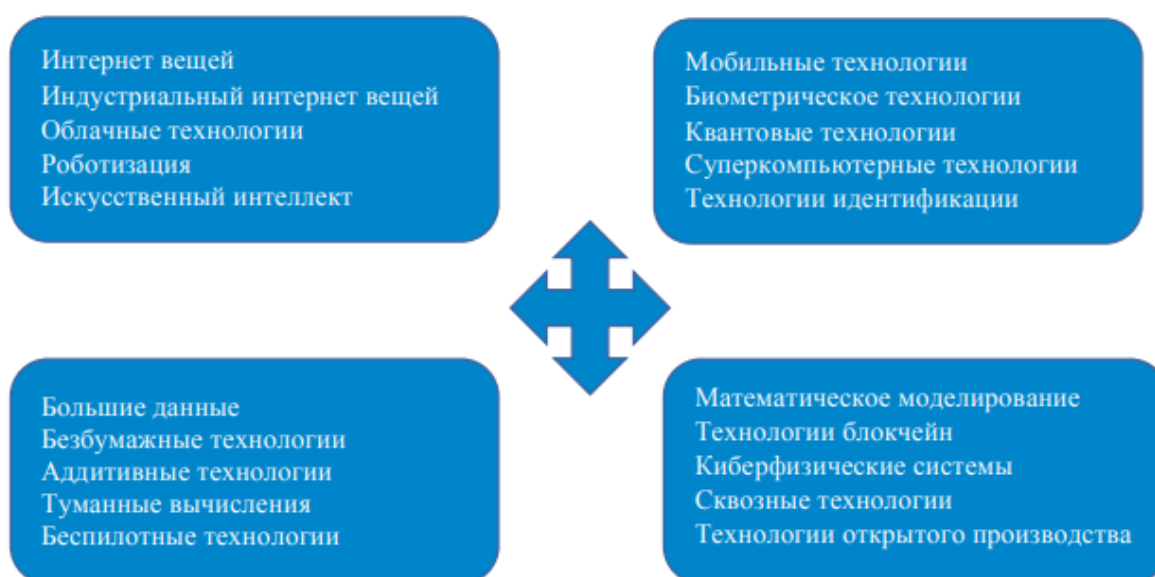 Интернет вещей
Индустриальный интернет вещей
Облачные технологии
Роботизация
Искусственный интеллект
Мобильные технологии
Биометрическое технологии
Квантовые технологии
Суперкомпьютерные технологии
Технологии идентификации
Большие данные
Безбумажные технологии
Аддитивные технологии
Туманные вычисления
Беспилотные технологии
Математическое моделирование
Технологии блокчейн
Киберфизические системы
Сквозные технологии
Технологии открытого производства